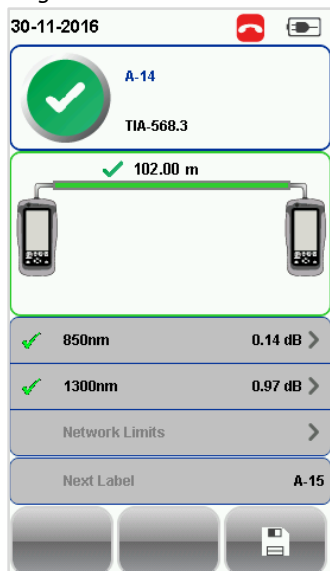 30-11-2016
A-14
TIA-568.3
102.00 m
850nm 0.14 dB
1300nm 0.97 dB
Network Limits
Next Label A-15